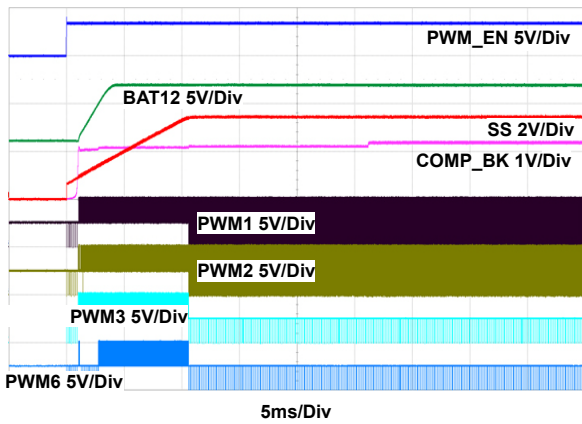 PWM_EN 5V/Div
BAT12 5V/Div
SS 2V/Div
COMP_BK 1V/Div
PWM1 5V/Div
PWM2 5V/Div
PWM3 5V/Div
PWM6 5V/Div
5ms/Div